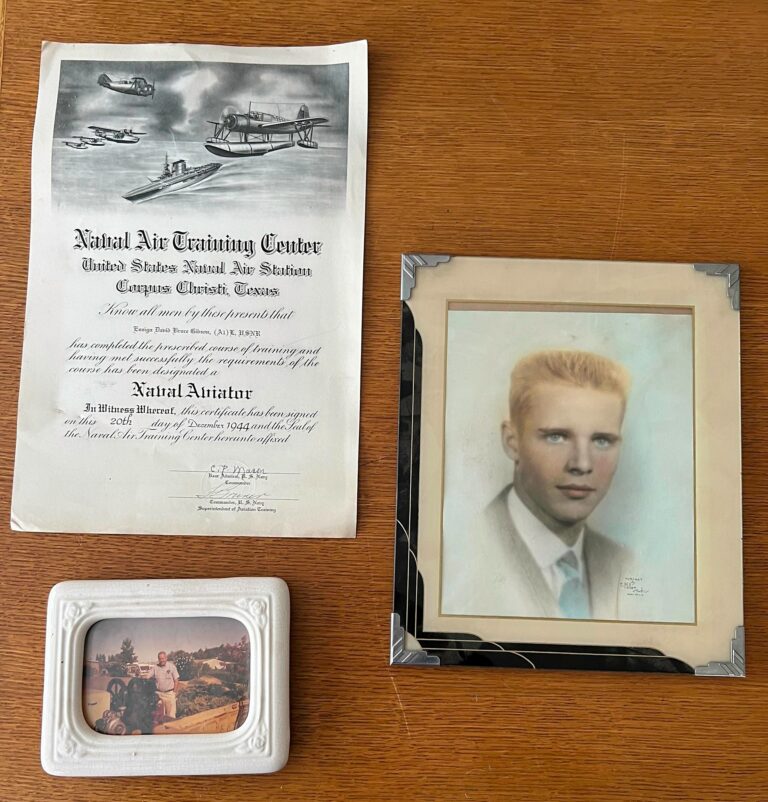 Naval Air Training Center
United States Naval Air Station
Corpus Christi, Texas
Know all men by these presents that
Ensign David Bruce Gibson, (A1) L, USNR
has completed the prescribed course of training and
having met successfully the requirements of the
course has been designated a
Naval Aviator
In Witness Whereof, this certificate has been signed
on this 20th day of December 1944 and the Seal of
the Naval Air Training Center hereunto affixed
C. P. Mason
Rear Admiral, U. S. Navy
Commander
Commander, U. S. Navy
Superintendent of Aviation Training